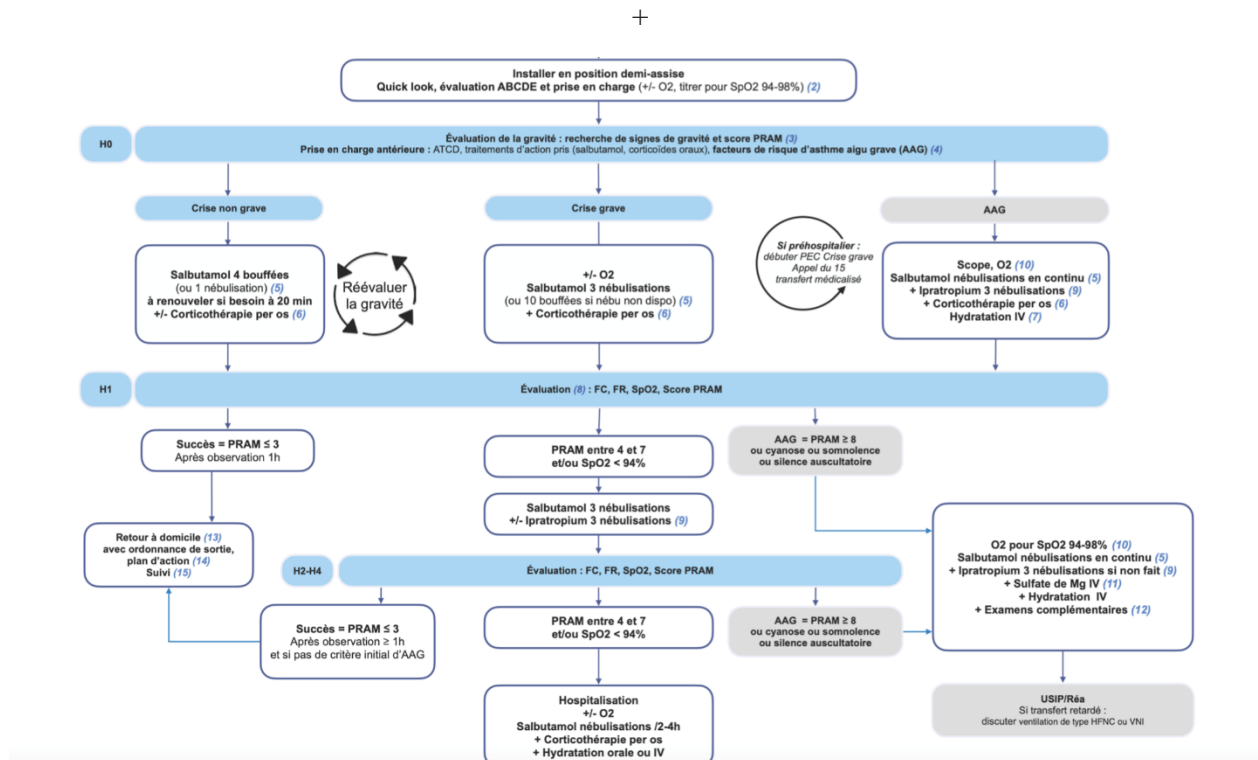 +
Installer en position demi-assise
Quick look, évaluation ABCDE et prise en charge (+/- O2, titrer pour SpO2 94-98%) (2)
H0
Évaluation de la gravité : recherche de signes de gravité et score PRAM (3)
Prise en charge antérieure : ATCD, traitements d'action pris (salbutamol, corticoïdes oraux), facteurs de risque d'asthme aigu grave (AAG) (4)
Crise non grave
Crise grave
AAG
Salbutamol 4 bouffées
(ou 1 nébulisation) (5)
à renouveler si besoin à 20 min
+/- Corticothérapie per os (6)
Réévaluer
la gravité
+/- O2
Salbutamol 3 nébulisations
(ou 10 bouffées si nébu non dispo) (5)
+ Corticothérapie per os (6)
Si préhospitalier :
débuter PEC Crise grave
Appel du 15
transfert médicalisé
Scope, O2 (10)
Salbutamol nébulisations en continu (5)
+ Ipratropium 3 nébulisations (9)
+ Corticothérapie per os (6)
Hydratation IV (7)
H1
Évaluation (8) : FC, FR, SpO2, Score PRAM
Succès = PRAM ≤ 3
Après observation 1h
PRAM entre 4 et 7
et/ou SpO2 < 94%
AAG = PRAM ≥ 8
ou cyanose ou somnolence
ou silence auscultatoire
Salbutamol 3 nébulisations
+/- Ipratropium 3 nébulisations (9)
Retour à domicile (13)
avec ordonnance de sortie,
plan d'action (14)
Suivi (15)
O2 pour SpO2 94-98% (10)
Salbutamol nébulisations en continu (5)
+ Ipratropium 3 nébulisations si non fait (9)
+ Sulfate de Mg IV (11)
+ Hydratation IV
+ Examens complémentaires (12)
H2-H4
Évaluation : FC, FR, SpO2, Score PRAM
Succès = PRAM ≤ 3
Après observation ≥ 1h
et si pas de critère initial d'AAG
PRAM entre 4 et 7
et/ou SpO2 < 94%
AAG = PRAM ≥ 8
ou cyanose ou somnolence
ou silence auscultatoire
Hospitalisation
+/- O2
Salbutamol nébulisations /2-4h
+ Corticothérapie per os
+ Hydratation orale ou IV
USIP/Réa
Si transfert retardé :
discuter ventilation de type HFNC ou VNI